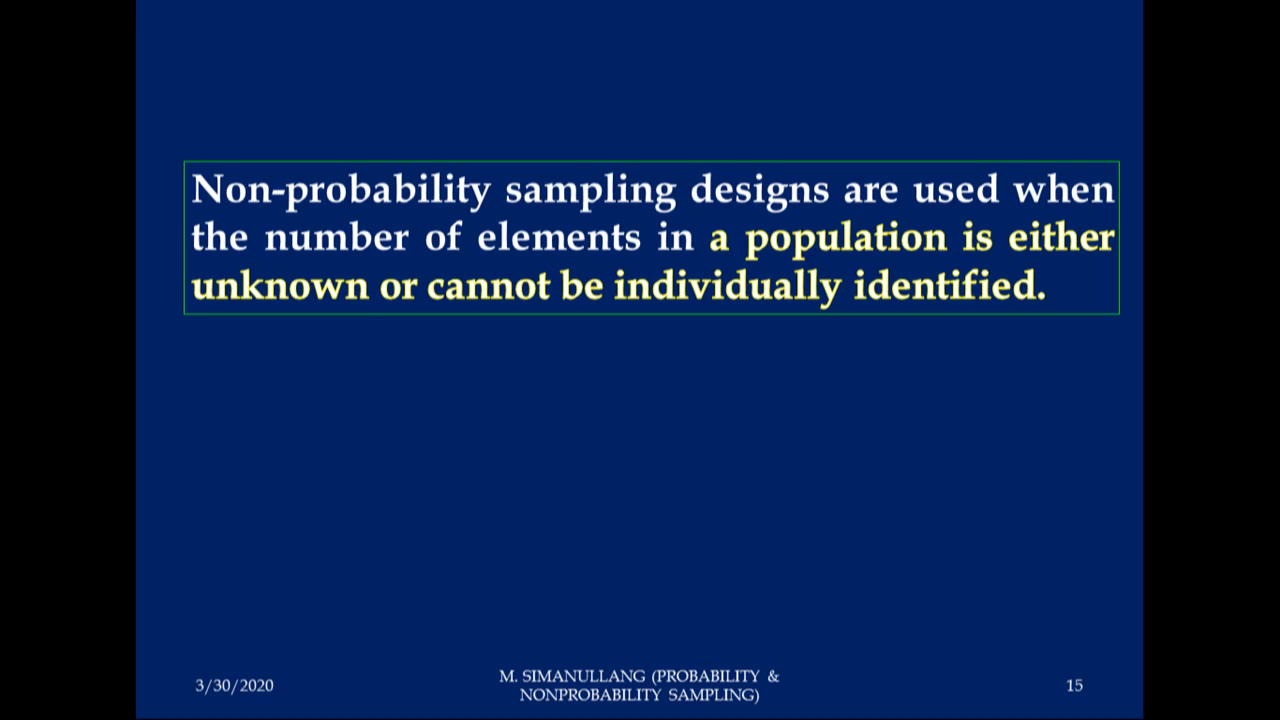 Non-probability sampling designs are used when
the number of elements in a population is either
unknown or cannot be individually identified.
3/30/2020
M. SIMANULLANG (PROBABILITY &
NONPROBABILITY SAMPLING)
15